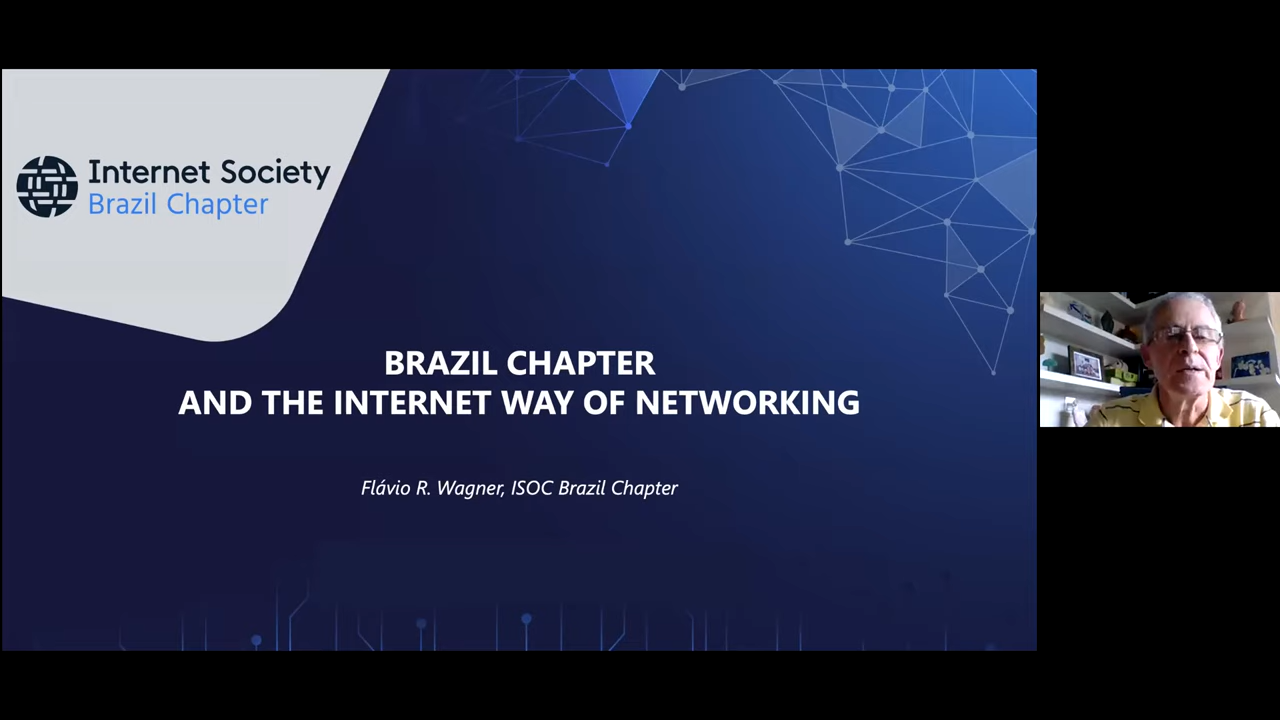 Internet Society
Brazil Chapter
BRAZIL CHAPTER
AND THE INTERNET WAY OF NETWORKING
Flávio R. Wagner, ISOC Brazil Chapter